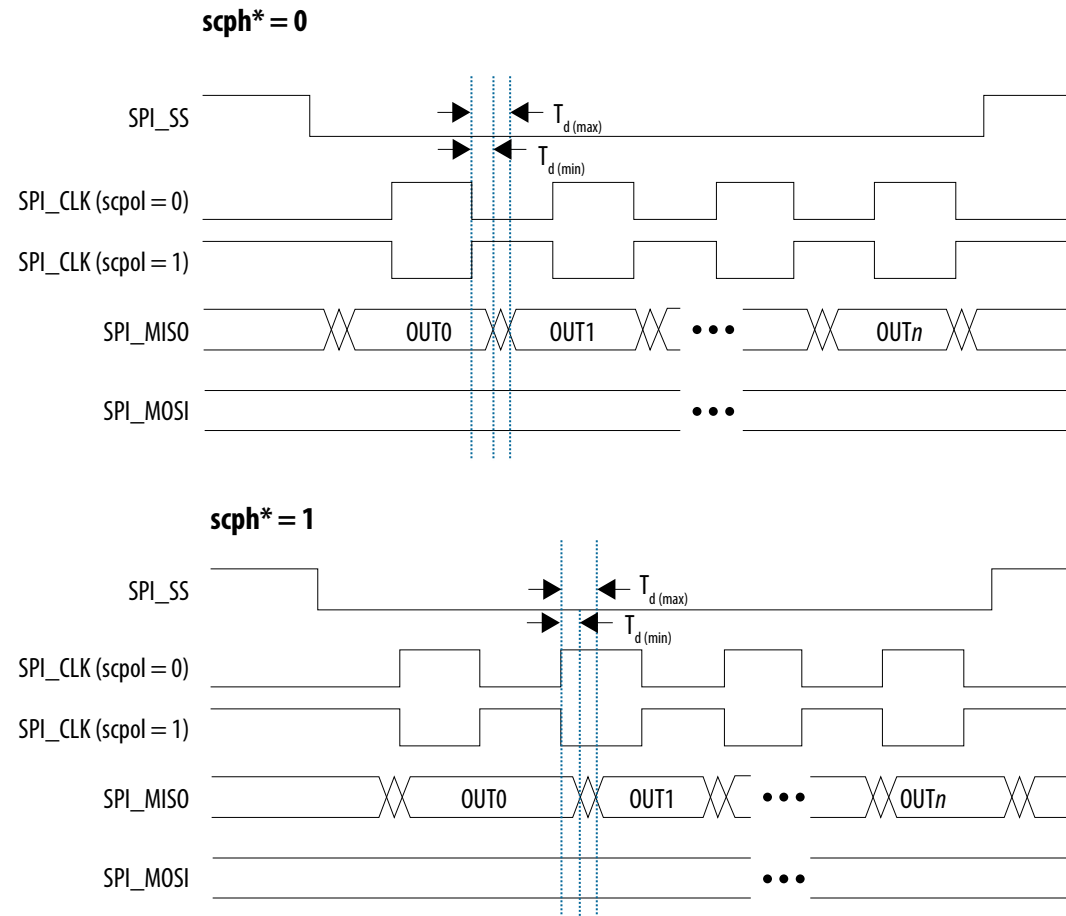 scph* = 0
SPI_SS
T d (max)
T d (min)
SPI_CLK (scpol = 0)
SPI_CLK (scpol = 1)
SPI_MISO OUT0 OUT1 ••• OUTn
SPI_MOSI •••
scph* = 1
SPI_SS
T d (max)
T d (min)
SPI_CLK (scpol = 0)
SPI_CLK (scpol = 1)
SPI_MISO OUT0 OUT1 ••• OUTn
SPI_MOSI •••